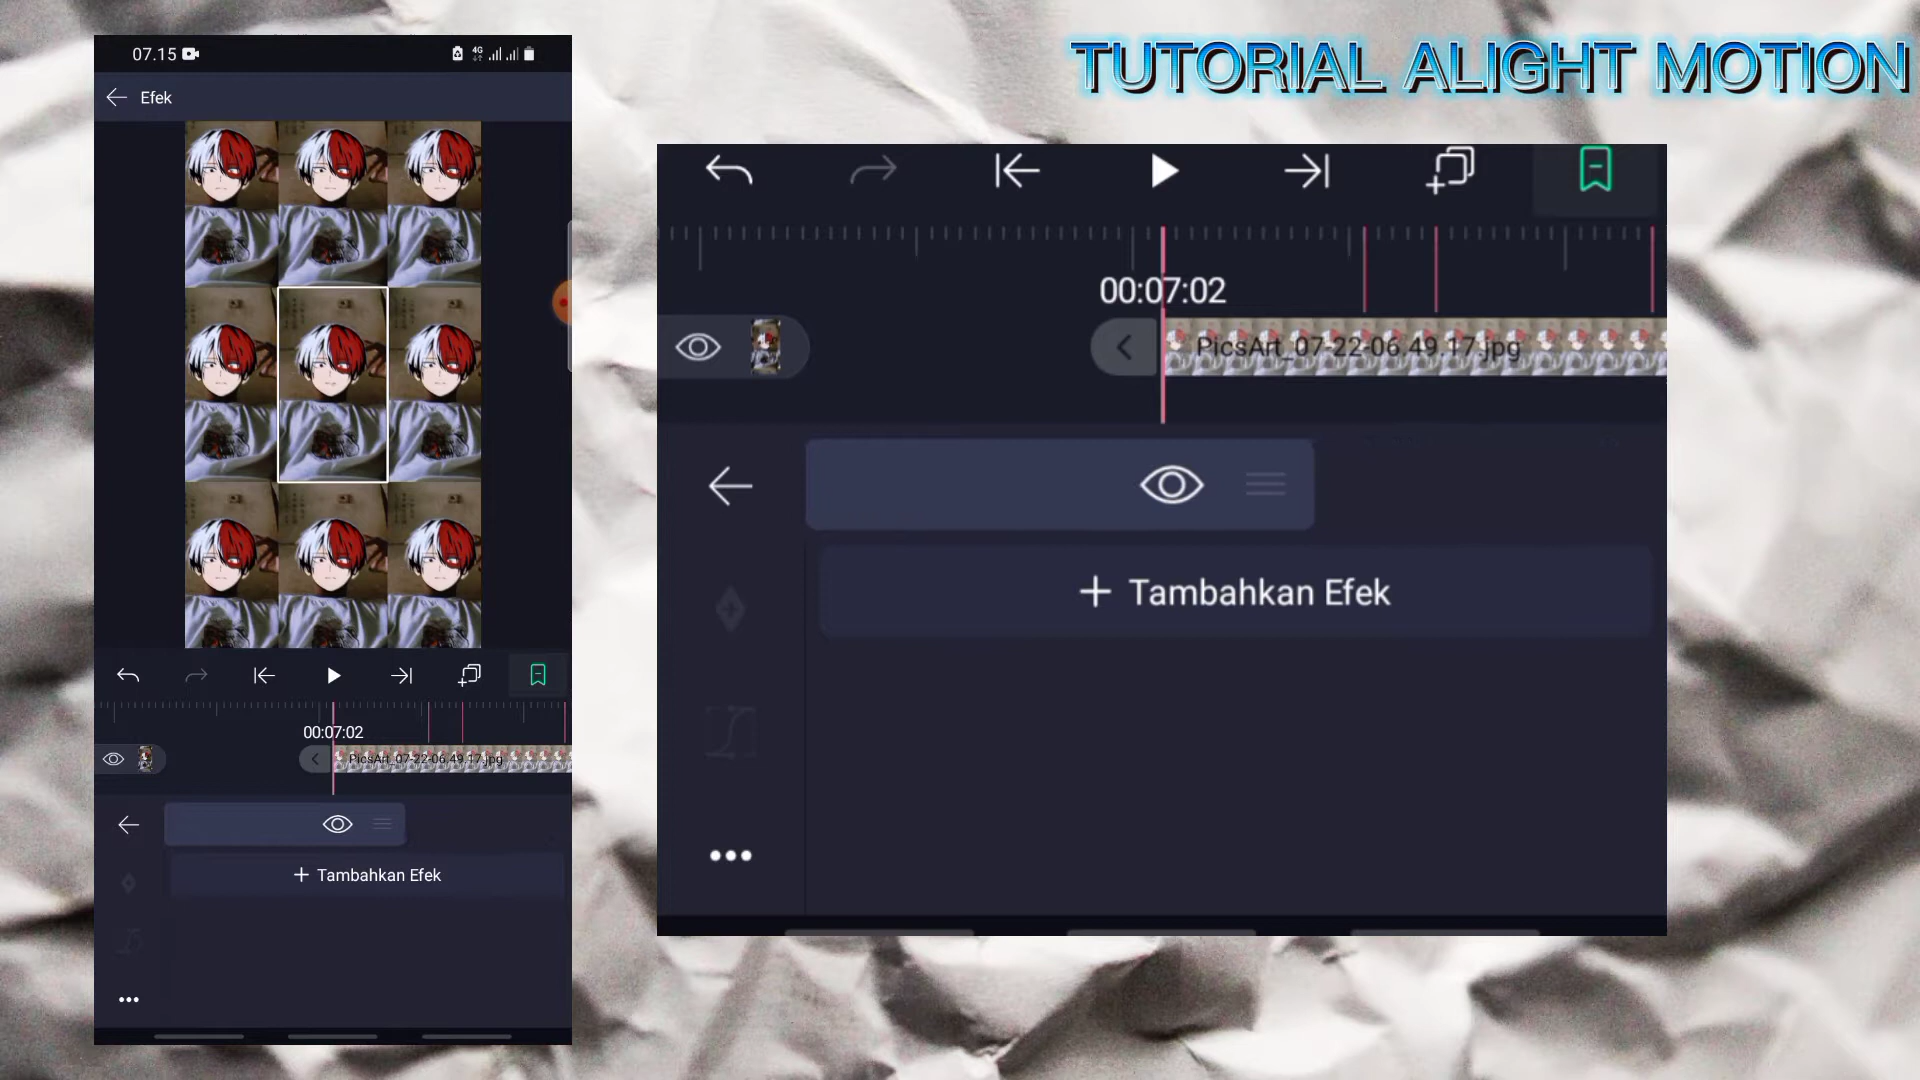 TUTORIAL ALIGHT MOTION
07.15
4G
Efek
00:07:02
PicsArt_07-22-06.49.17.jpg
+ Tambahkan Efek
00:07:02
PicsArt_07-22-06.49.17.jpg
+ Tambahkan Efek